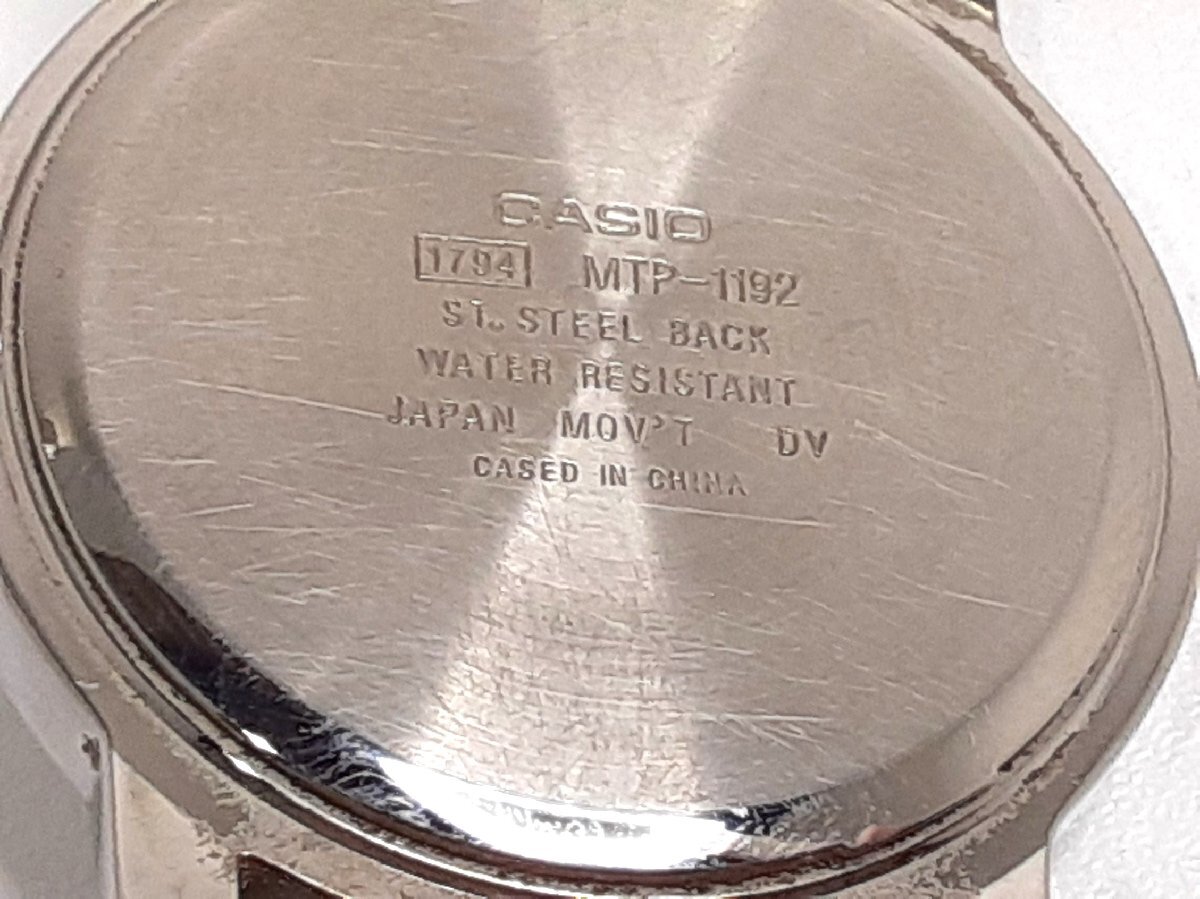 CASIO
1794 MTP-1192
ST. STEEL BACK
WATER RESISTANT
JAPAN MOV'T DV
CASED IN CHINA